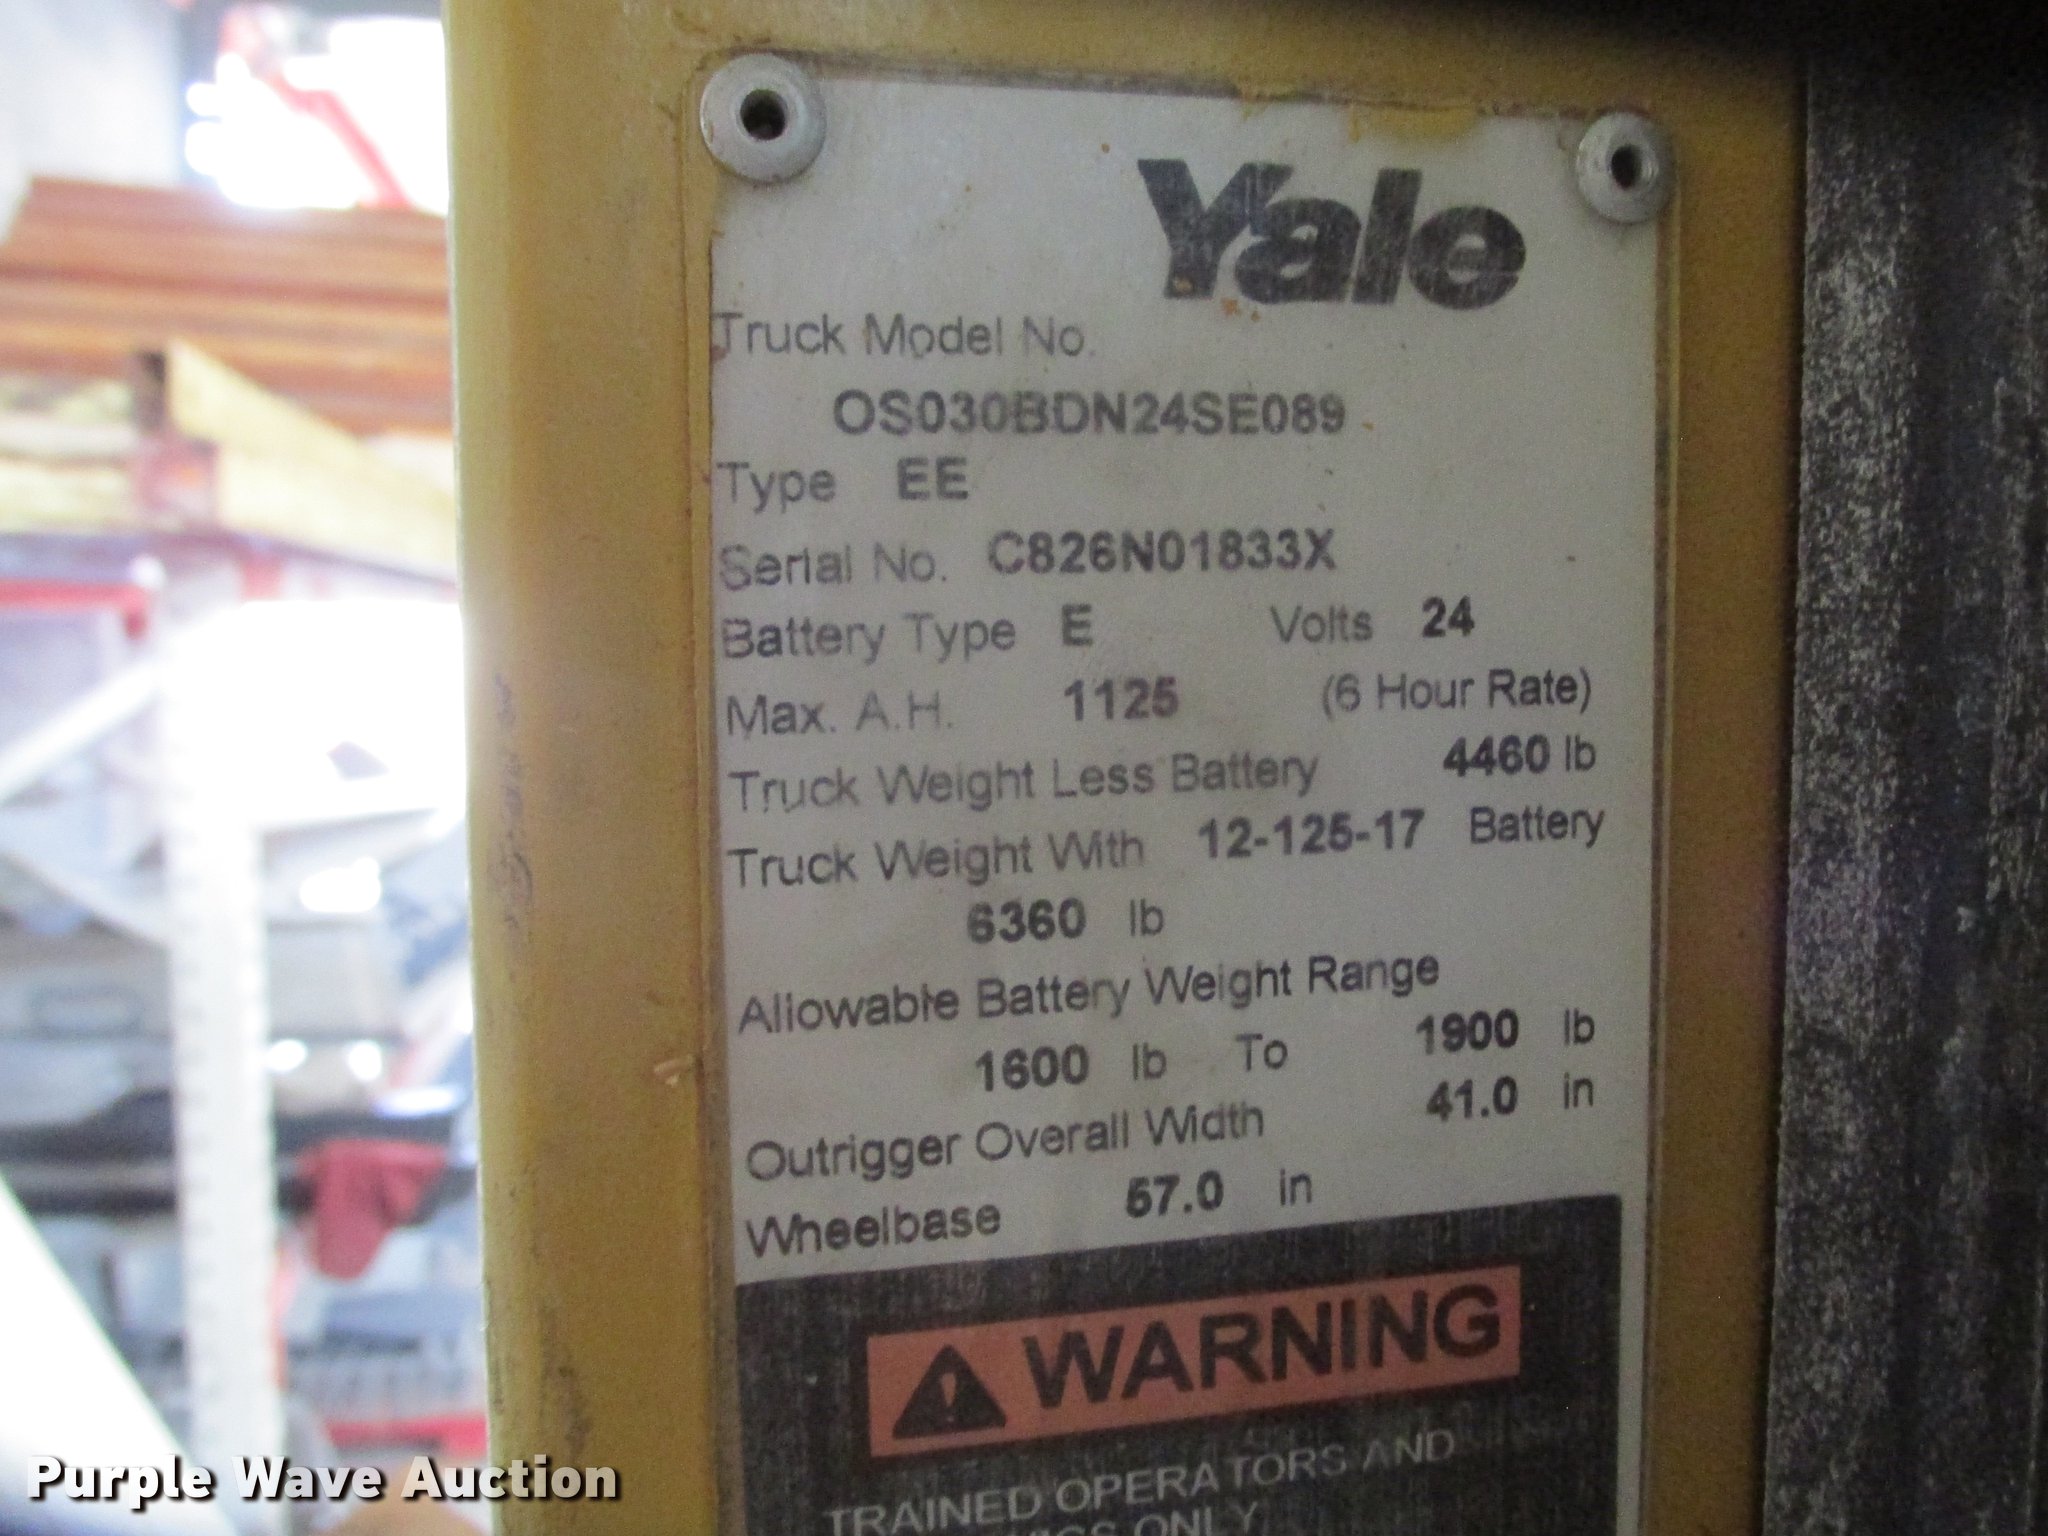 Yale
Truck Model No.
OS030BDN24SE089
Type EE
Serial No. C826N01833X
Battery Type E Volts 24
Max. A.H. 1125 (6 Hour Rate)
Truck Weight Less Battery 4460 lb
Truck Weight With 12-125-17 Battery
6360 lb
Allowable Battery Weight Range
1600 lb To 1900 lb
Outrigger Overall Width 41.0 in
Wheelbase 57.0 in
WARNING
TRAINED OPERATORS AND
ONLY
Purple Wave Auction